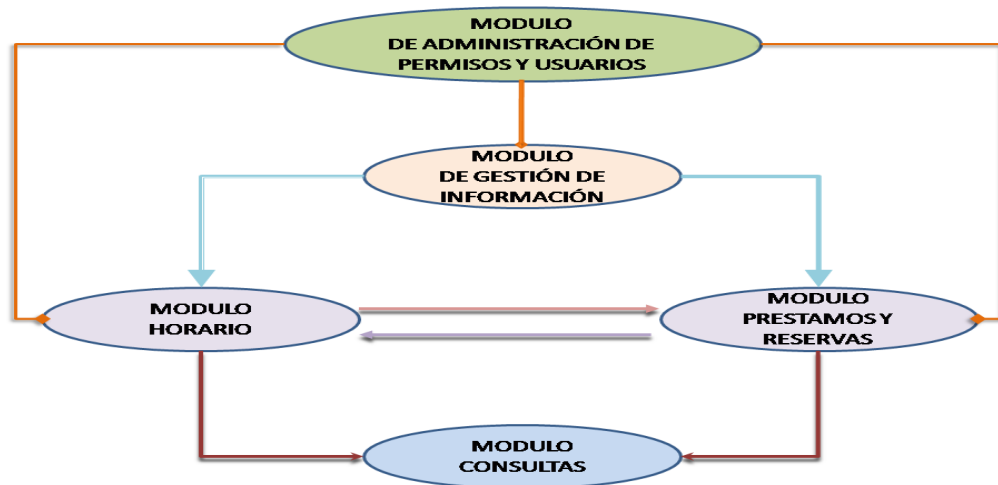 MODULO
DE ADMINISTRACIÓN DE
PERMISOS Y USUARIOS
MODULO
DE GESTIÓN DE
INFORMACIÓN
MODULO
HORARIO
MODULO
PRESTAMOS Y
RESERVAS
MODULO
CONSULTAS